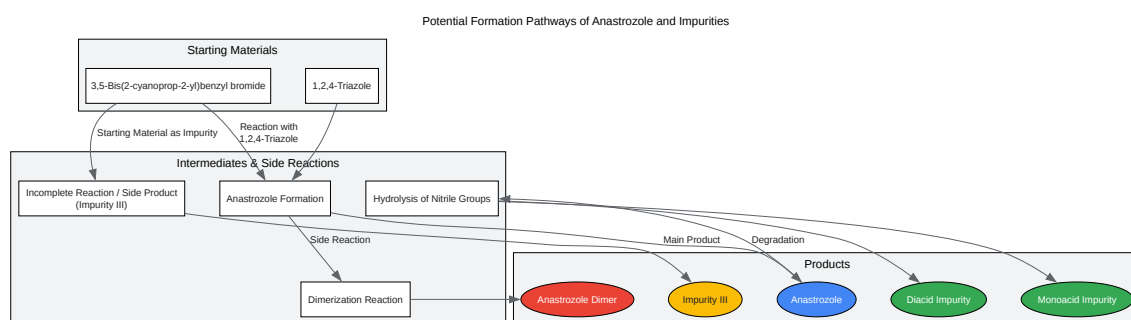 Potential Formation Pathways of Anastrozole and Impurities
Starting Materials
3,5-Bis(2-cyanoprop-2-yl)benzyl bromide
1,2,4-Triazole
Starting Material as Impurity
Reaction with
1,2,4-Triazole
Intermediates & Side Reactions
Incomplete Reaction / Side Product
(Impurity III)
Anastrozole Formation
Hydrolysis of Nitrile Groups
Side Reaction
Main Product
Degradation
Products
Dimerization Reaction
Anastrozole Dimer
Impurity III
Anastrozole
Diacid Impurity
Monoacid Impurity